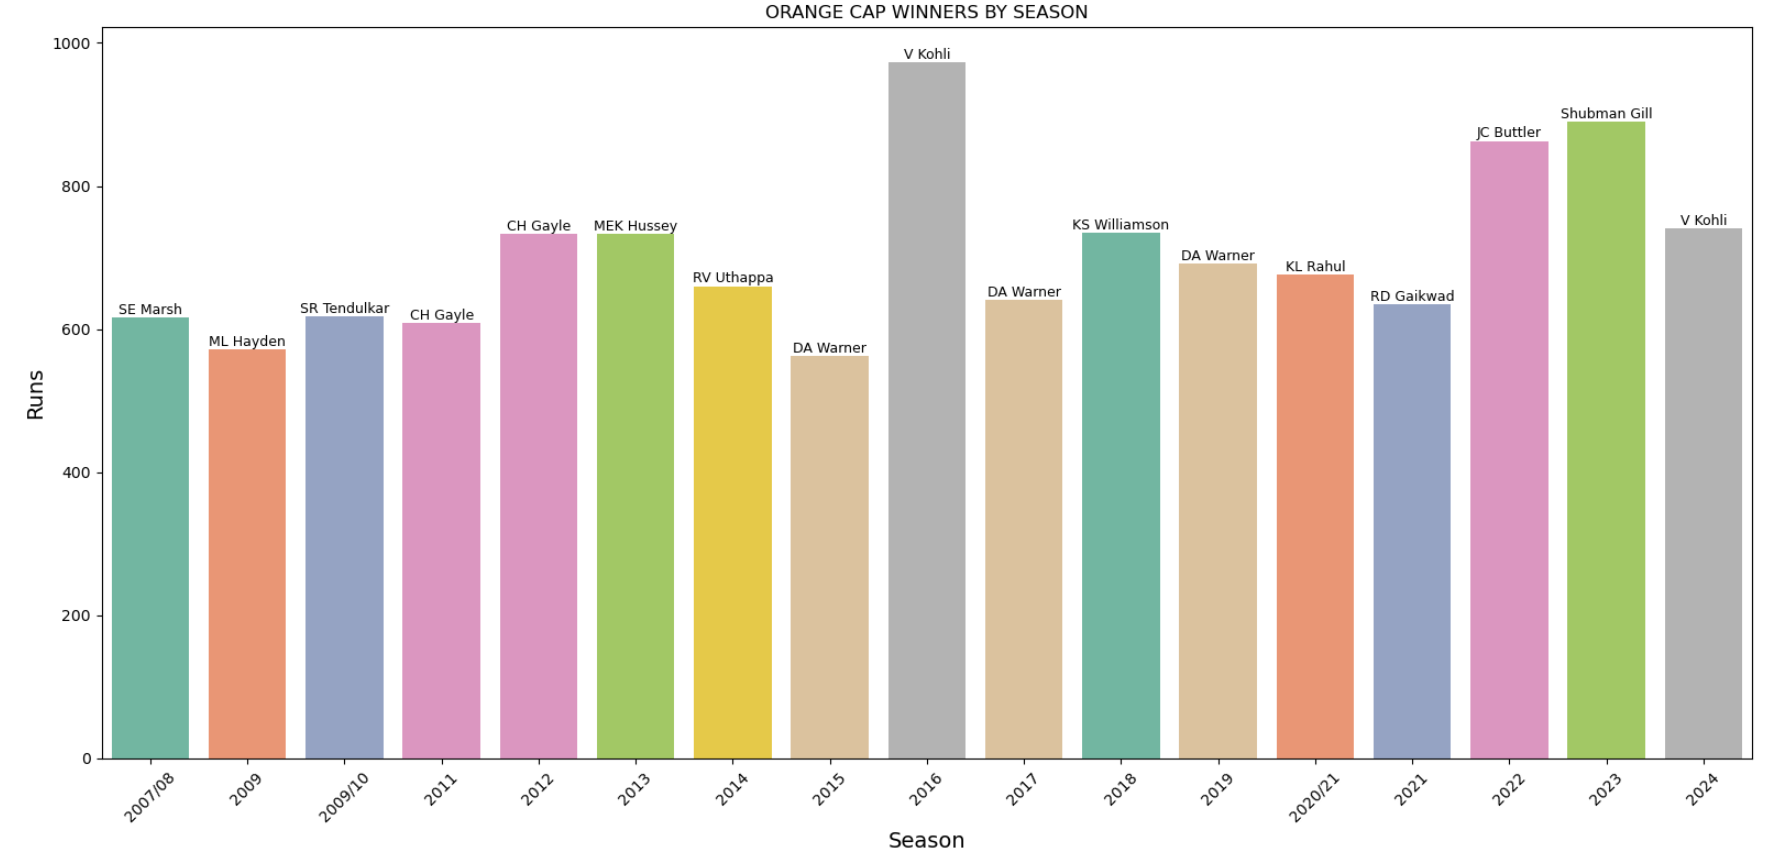 ORANGE CAP WINNERS BY SEASON
1000
800
600
400
200
0
Runs
SE Marsh
ML Hayden
SR Tendulkar
CH Gayle
CH Gayle
MEK Hussey
RV Uthappa
DA Warner
V Kohli
DA Warner
KS Williamson
DA Warner
KL Rahul
RD Gaikwad
JC Buttler
Shubman Gill
V Kohli
2007/08
2009
2009/10
2011
2012
2013
2014
2015
2016
2017
2018
2019
2020/21
2021
2022
2023
2024
Season